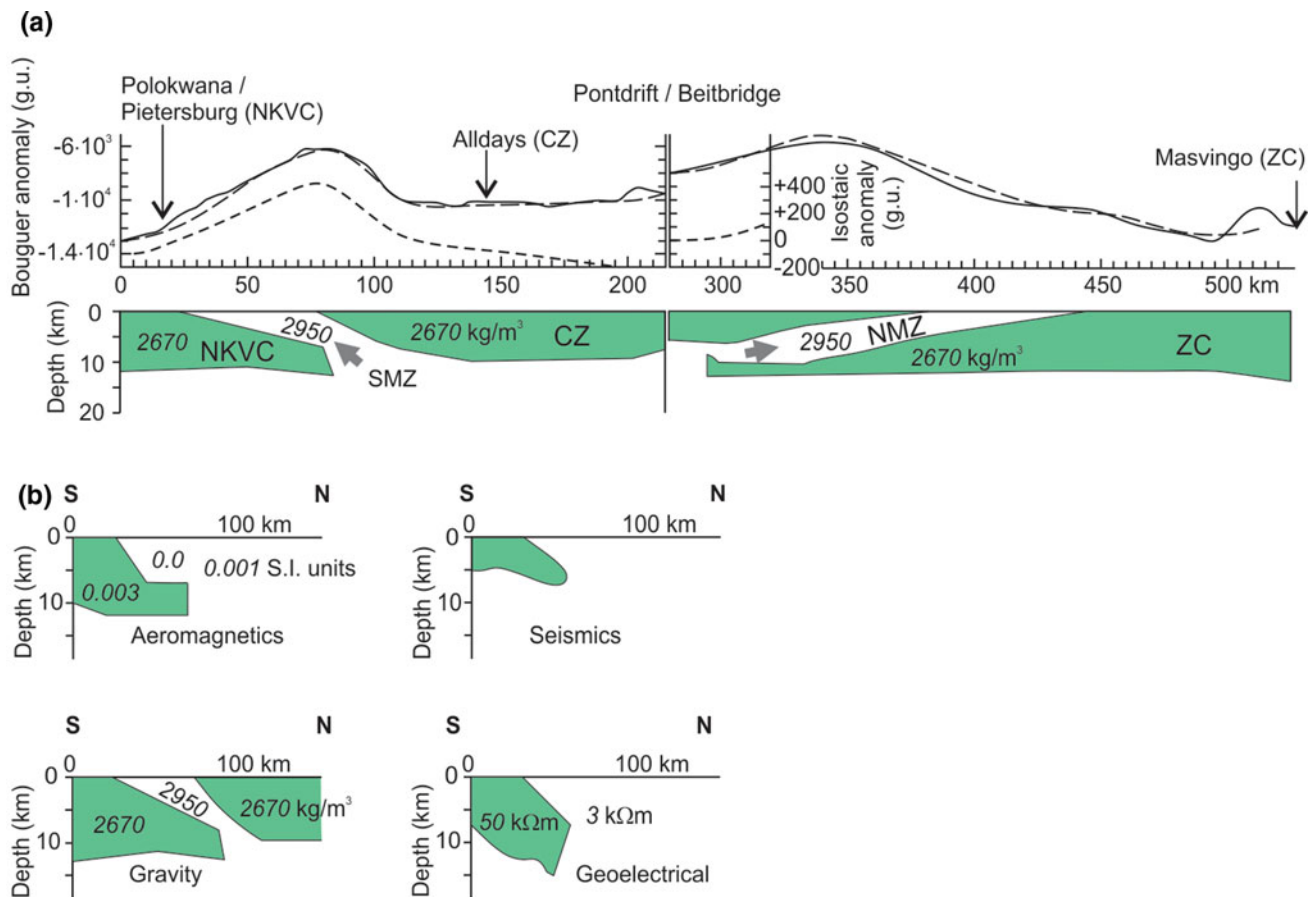 (a)
Bouguer anomaly (g.u.)
Polokwana /
Pietersburg (NKVC)
Pontdrift / Beitbridge
Alldays (CZ)
Masvingo (ZC)
-6·10³
-1·10⁴
-1.4·10⁴
+400
+200
0
-200
Isostaic
anomaly
(g.u.)
0 50 100 150 200 300 350 400 450 500 km
Depth (km)
0
10
20
2670
NKVC
2950
SMZ
2670 kg/m³
CZ
2950
NMZ
2670 kg/m³
ZC
(b)
S N
0 100 km
Depth (km)
0
10
0.0
0.001 S.I. units
0.003
Aeromagnetics
S N
0 100 km
Depth (km)
0
10
Seismics
S N
0 100 km
Depth (km)
0
10
2950
2670 kg/m³
2670
Gravity
S N
0 100 km
Depth (km)
0
10
50 kΩm
3 kΩm
Geoelectrical